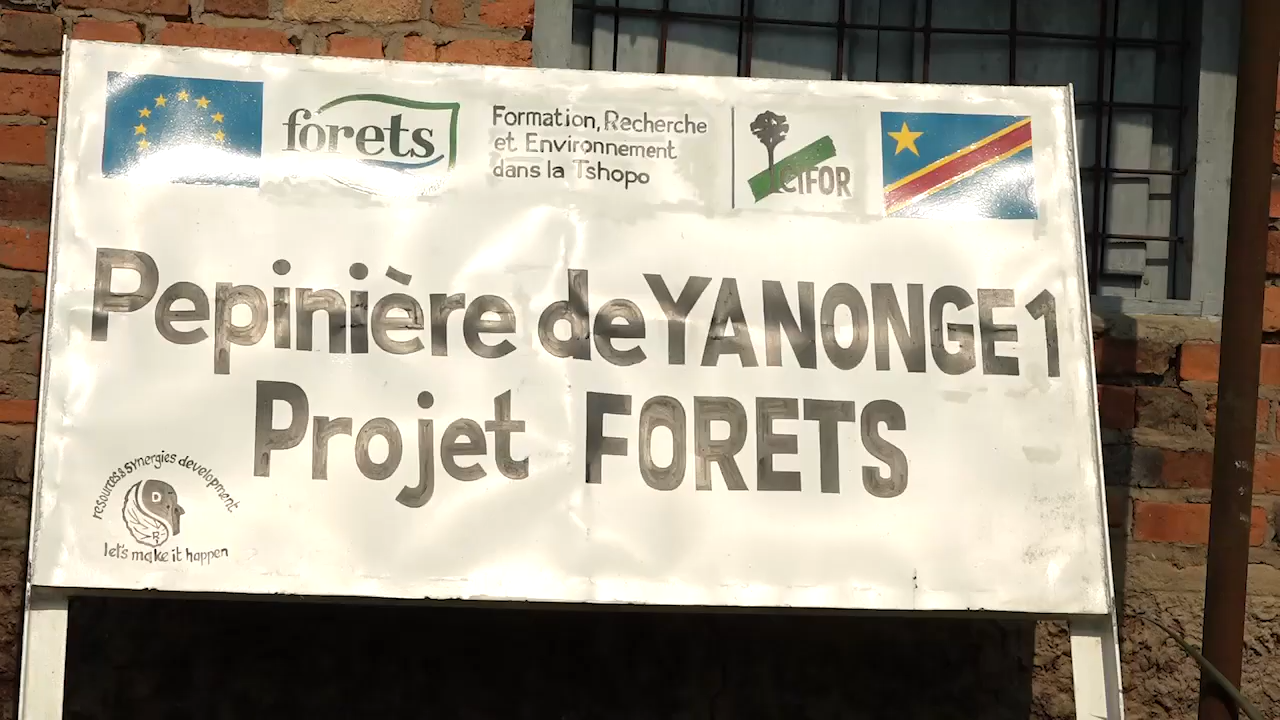 forets
Formation, Recherche
et Environnement
dans la Tshopo
CIFOR
Pepinière de YANONGE 1
Projet FORETS
resources & synergies development
D
R
let's make it happen